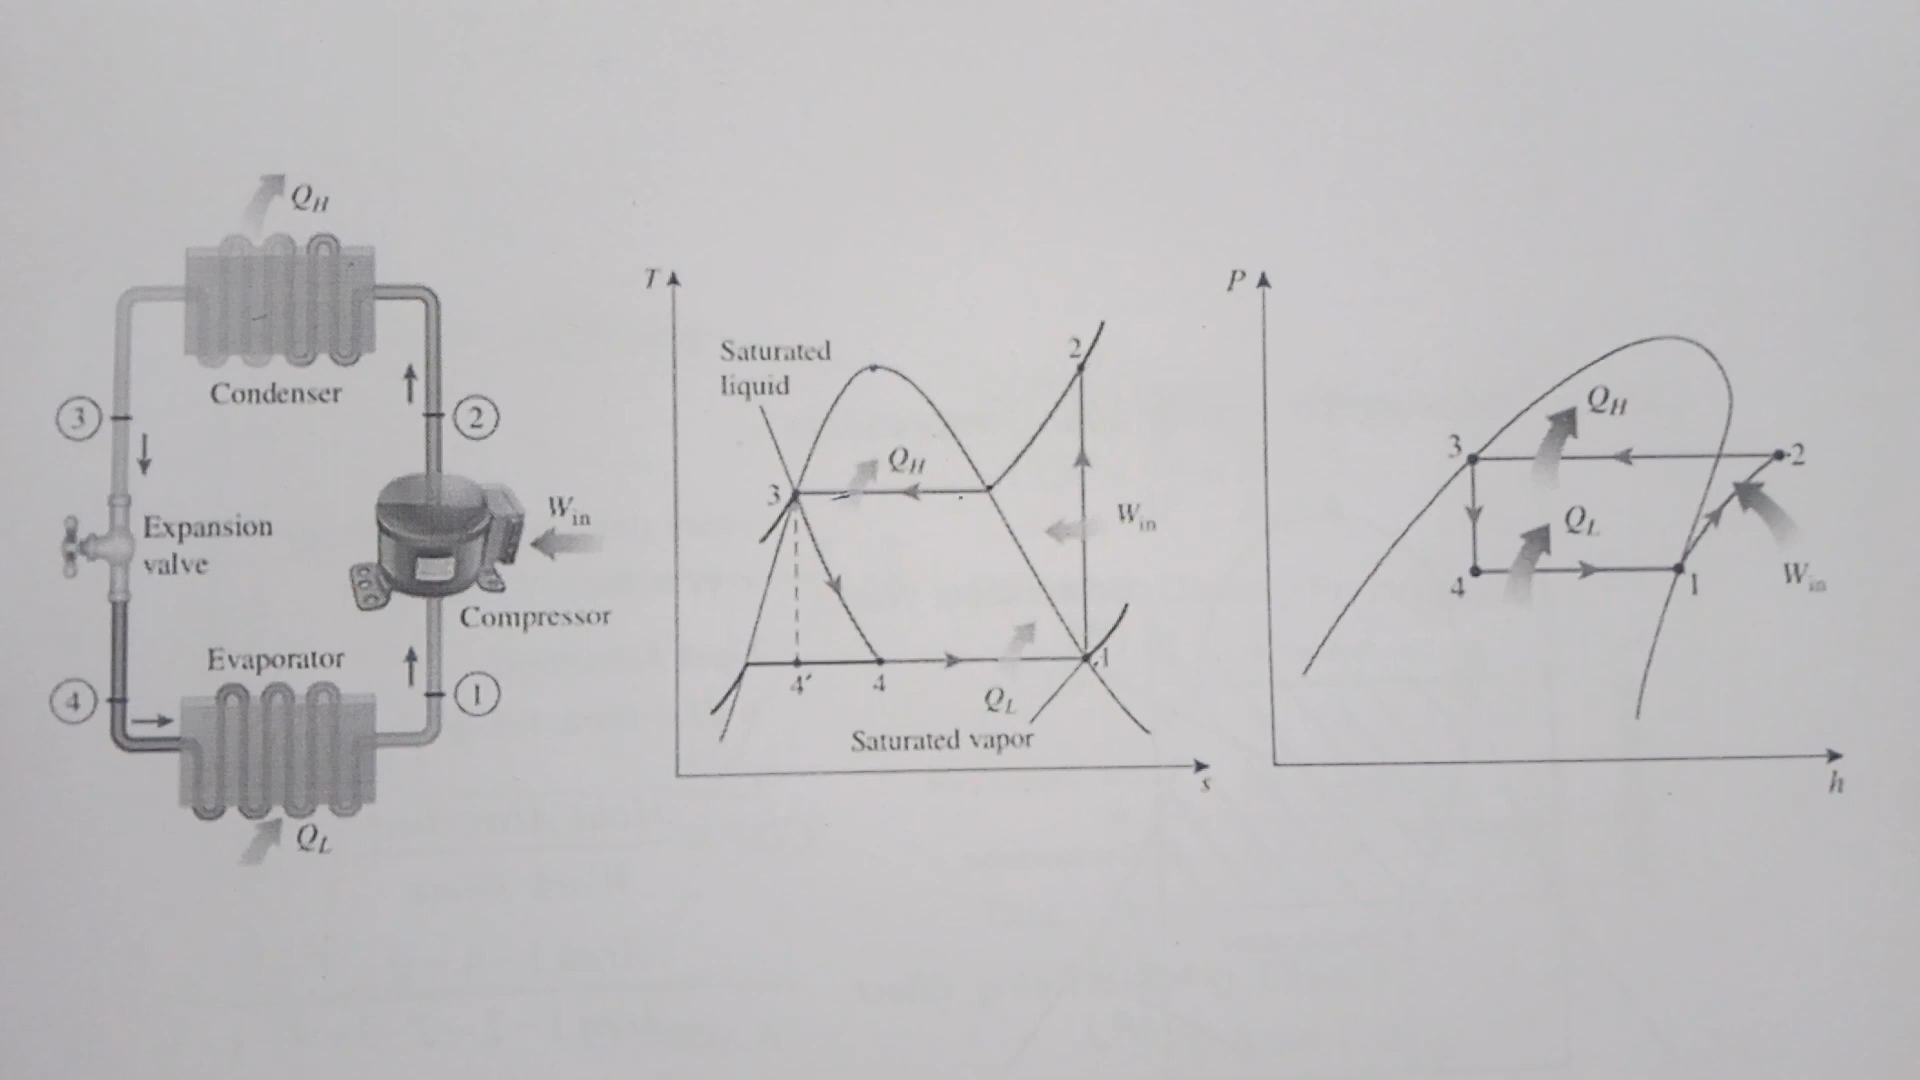 Q_H
Condenser
3
2
Expansion
valve
W_in
Compressor
Evaporator
4
1
Q_L
T
Saturated
liquid
2
3
Q_H
W_in
4′
4
1
Q_L
Saturated vapor
s
P
Q_H
3
2
Q_L
4
1
W_in
h